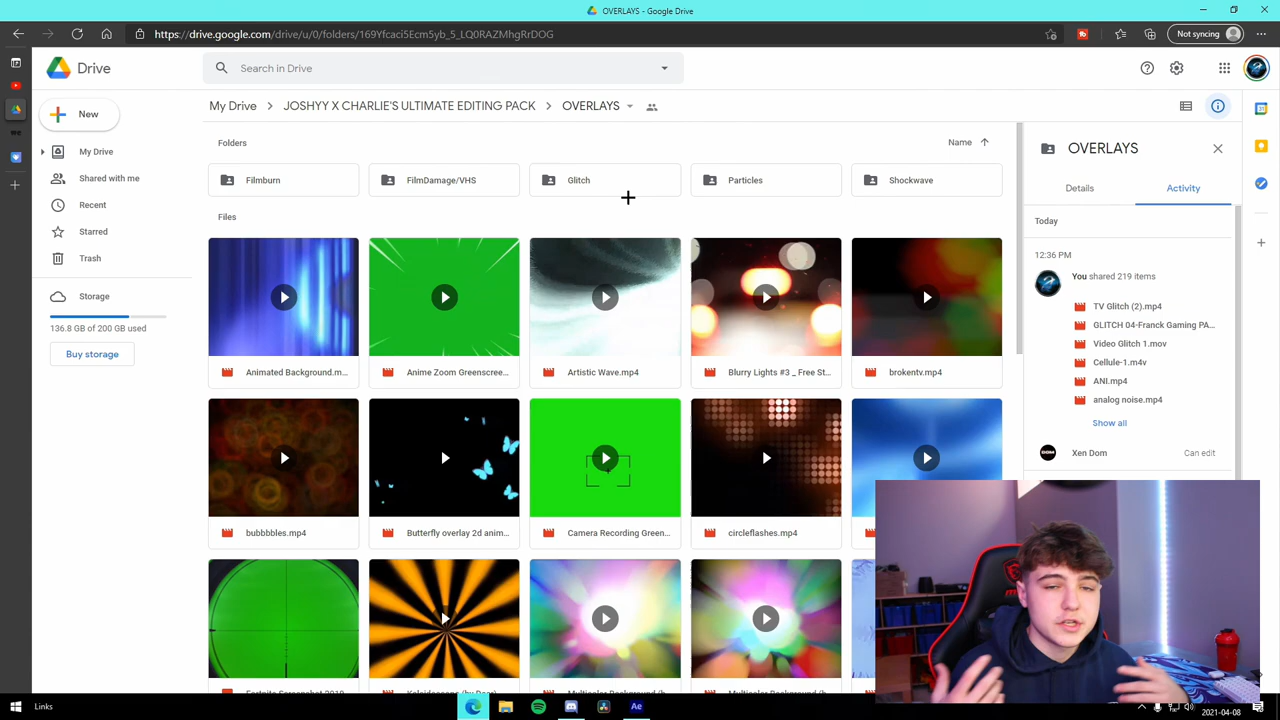 OVERLAYS - Google Drive
https://drive.google.com/drive/u/0/folders/169Yfcaci5Ecm5yb_5_LQ0RAZMhgRrDOG
Not syncing
Drive
Search in Drive
New
My Drive
JOSHYY X CHARLIE'S ULTIMATE EDITING PACK
OVERLAYS
My Drive
Shared with me
Recent
Starred
Trash
Storage
136.8 GB of 200 GB used
Buy storage
Folders
Name
Filmburn
FilmDamage/VHS
Glitch
Particles
Shockwave
Files
Animated Background.m...
Anime Zoom Greenscree...
Artistic Wave.mp4
Blurry Lights #3 _ Free St...
brokentv.mp4
bubbbbles.mp4
Butterfly overlay 2d anim...
Camera Recording Green...
circleflashes.mp4
OVERLAYS
Details
Activity
Today
12:36 PM
You shared 219 items
TV Glitch (2).mp4
GLITCH 04-Franck Gaming PA...
Video Glitch 1.mov
Cellule-1.m4v
ANI.mp4
analog noise.mp4
Show all
Xen Dom
Can edit
Links
Ae
2021-04-08